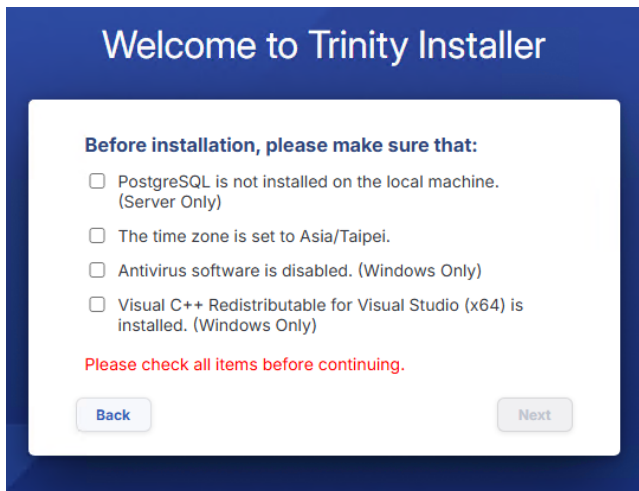 Welcome to Trinity Installer
Before installation, please make sure that:
PostgreSQL is not installed on the local machine.
(Server Only)
The time zone is set to Asia/Taipei.
Antivirus software is disabled. (Windows Only)
Visual C++ Redistributable for Visual Studio (x64) is
installed. (Windows Only)
Please check all items before continuing.
Back
Next